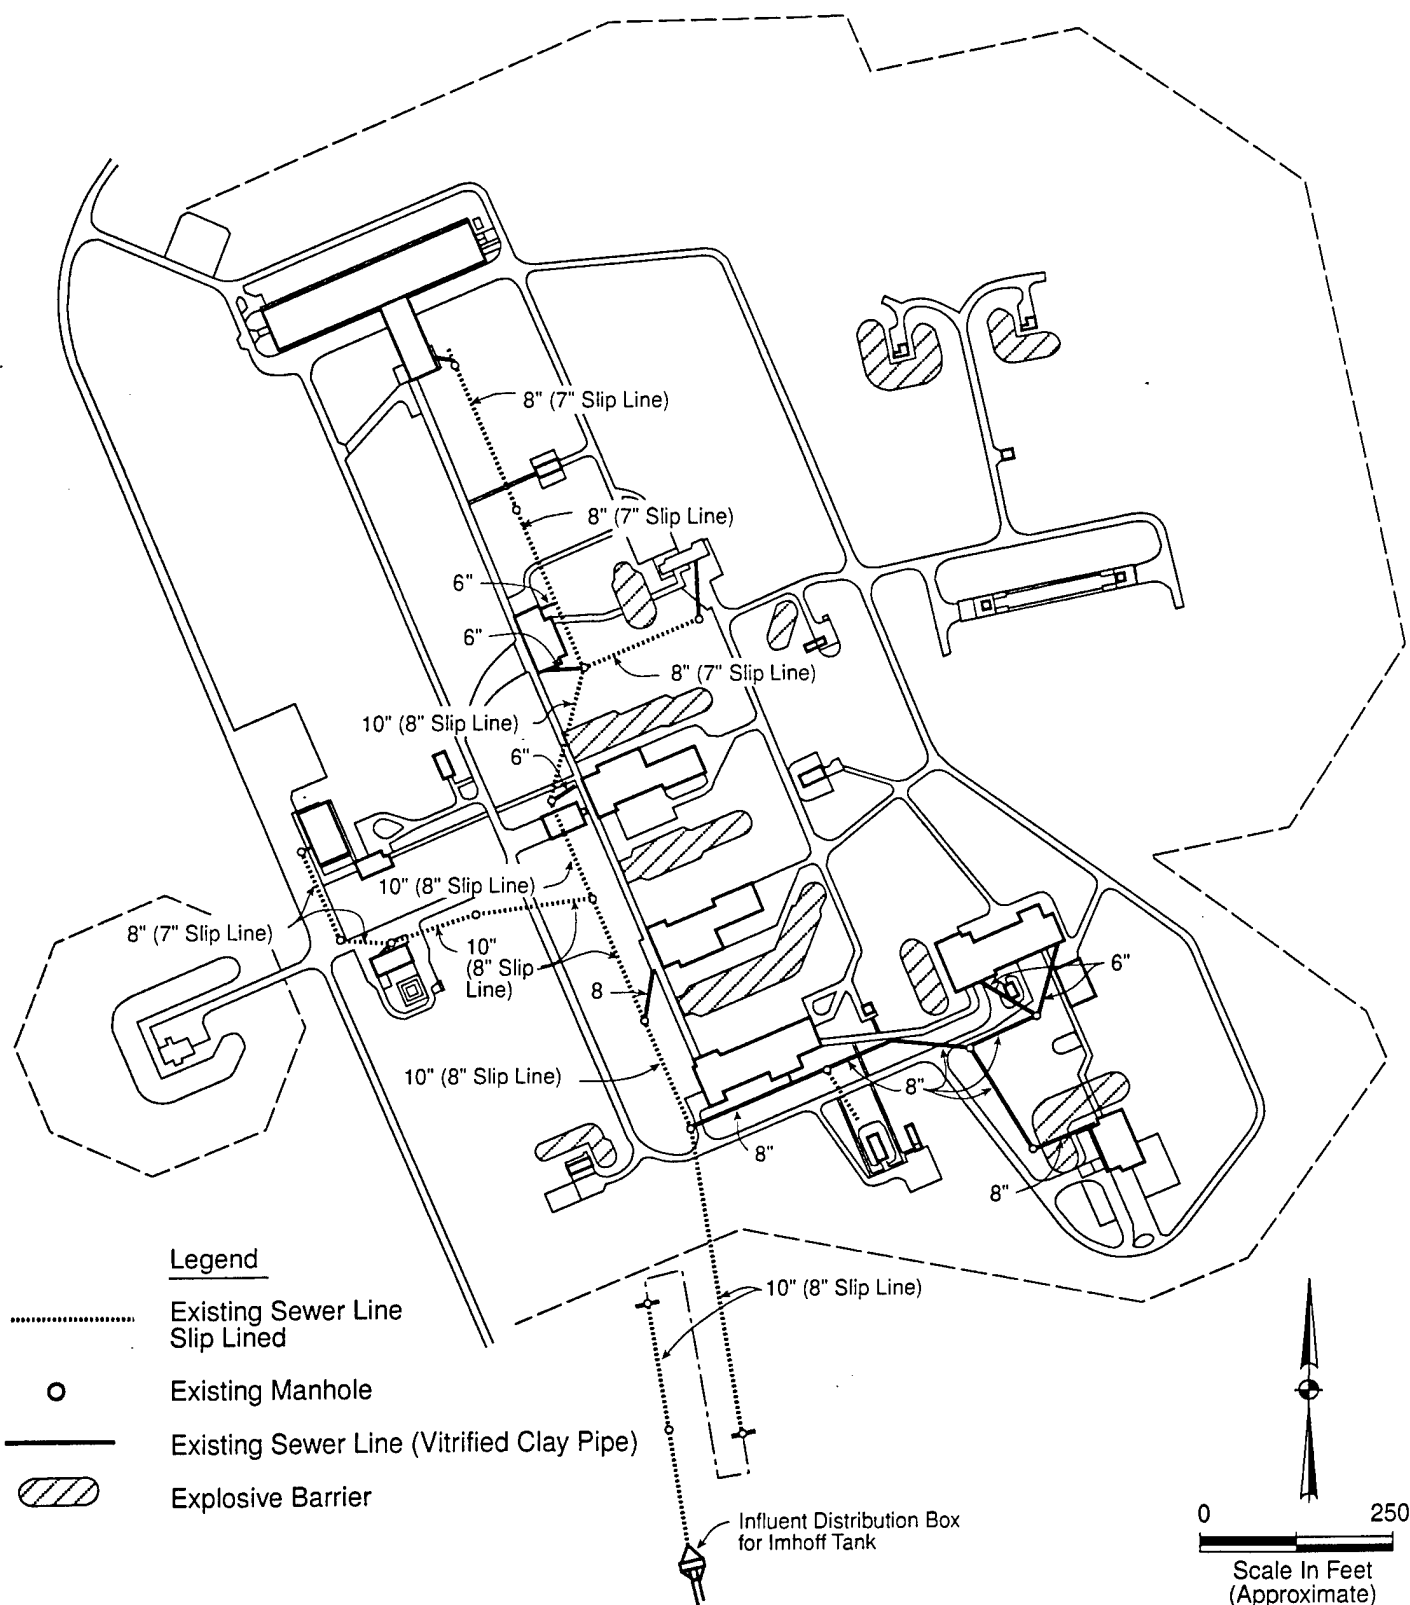 8" (7" Slip Line)
8" (7" Slip Line)
6"
6"
8" (7" Slip Line)
10" (8" Slip Line)
6"
10" (8" Slip Line)
8" (7" Slip Line)
10"
(8" Slip
Line)
8
6"
10" (8" Slip Line)
8"
8"
8"
10" (8" Slip Line)
Legend
Existing Sewer Line
Slip Lined
Existing Manhole
Existing Sewer Line (Vitrified Clay Pipe)
Explosive Barrier
Influent Distribution Box
for Imhoff Tank
0 250
Scale In Feet
(Approximate)